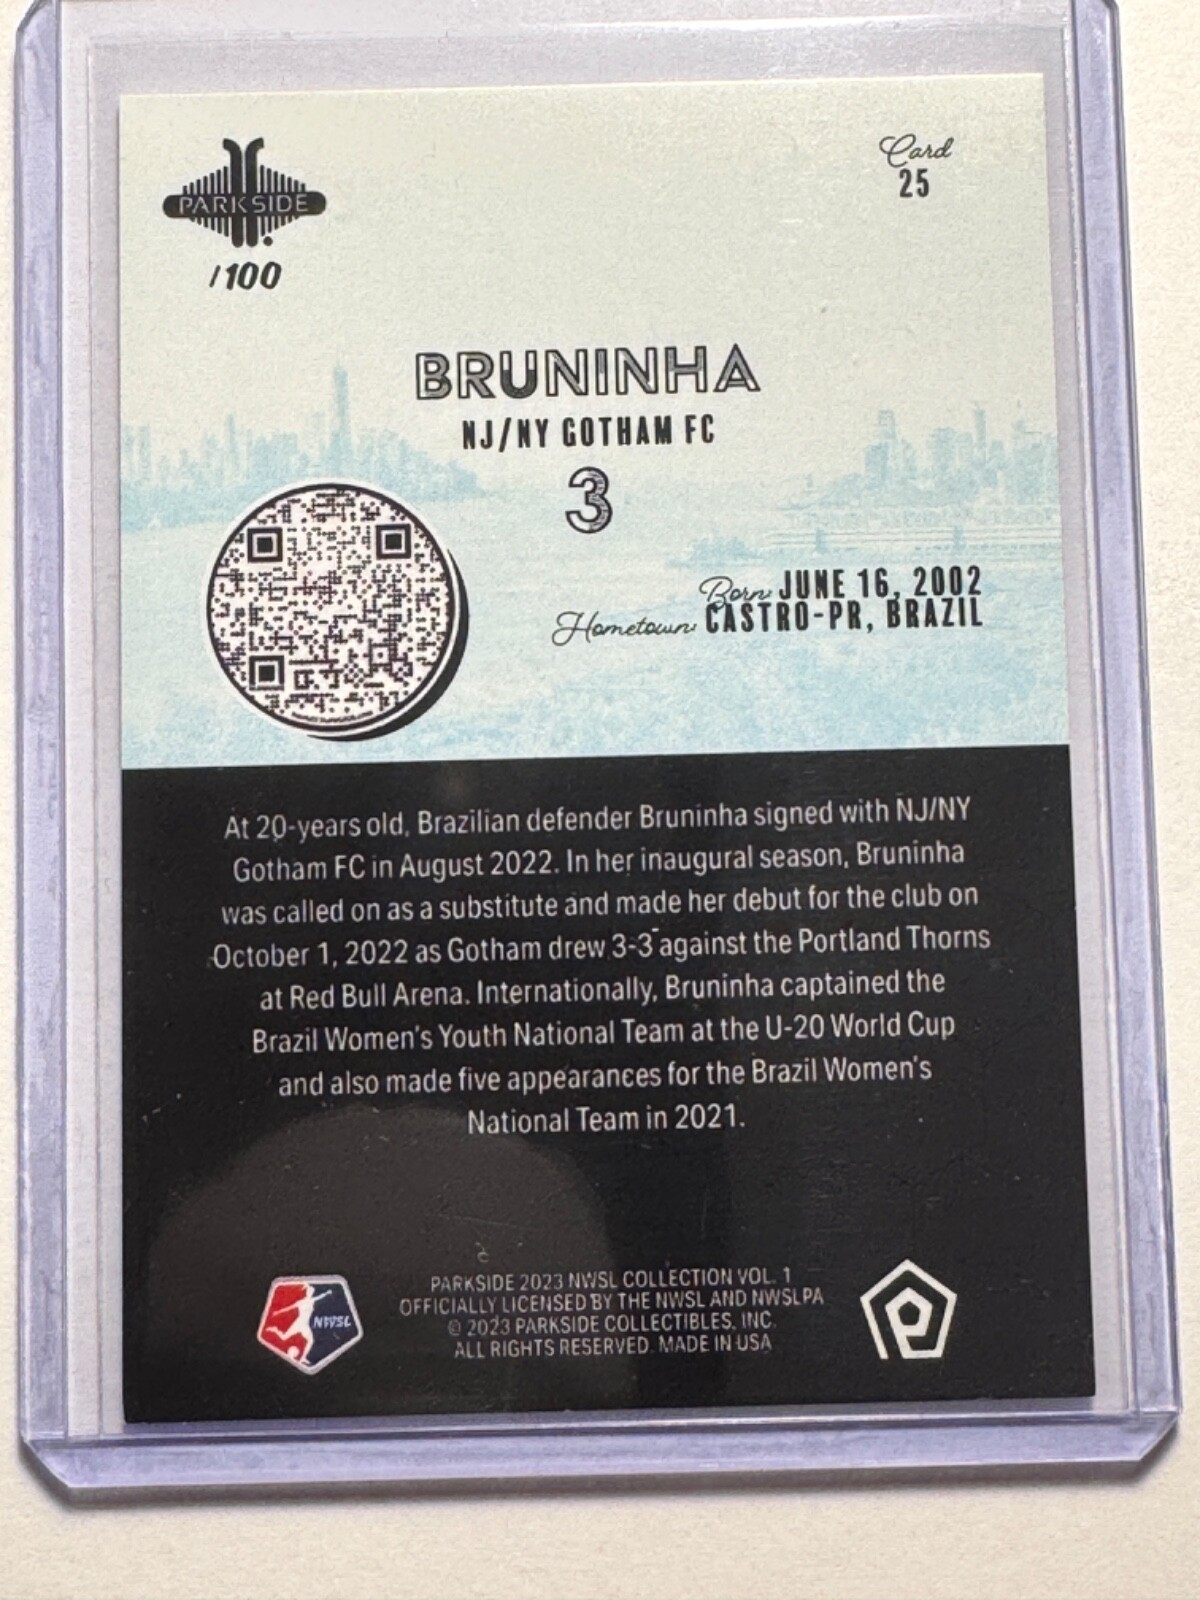 PARKSIDE
/100
Card
25
BRUNINHA
NJ/NY GOTHAM FC
3
Born: JUNE 16, 2002
Hometown: CASTRO-PR, BRAZIL
At 20-years old, Brazilian defender Bruninha signed with NJ/NY
Gotham FC in August 2022. In her inaugural season, Bruninha
was called on as a substitute and made her debut for the club on
October 1, 2022 as Gotham drew 3-3 against the Portland Thorns
at Red Bull Arena. Internationally, Bruninha captained the
Brazil Women's Youth National Team at the U-20 World Cup
and also made five appearances for the Brazil Women's
National Team in 2021.
NWSL
PARKSIDE 2023 NWSL COLLECTION VOL. 1
OFFICIALLY LICENSED BY THE NWSL AND NWSLPA
© 2023 PARKSIDE COLLECTIBLES, INC.
ALL RIGHTS RESERVED. MADE IN USA